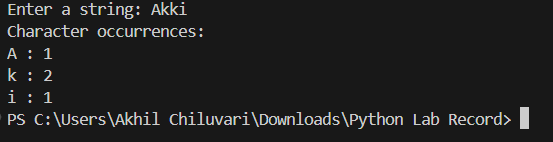 Enter a string: Akki
Character occurrences:
A : 1
k : 2
i : 1
PS C:\Users\Akhil Chiluvari\Downloads\Python Lab Record>